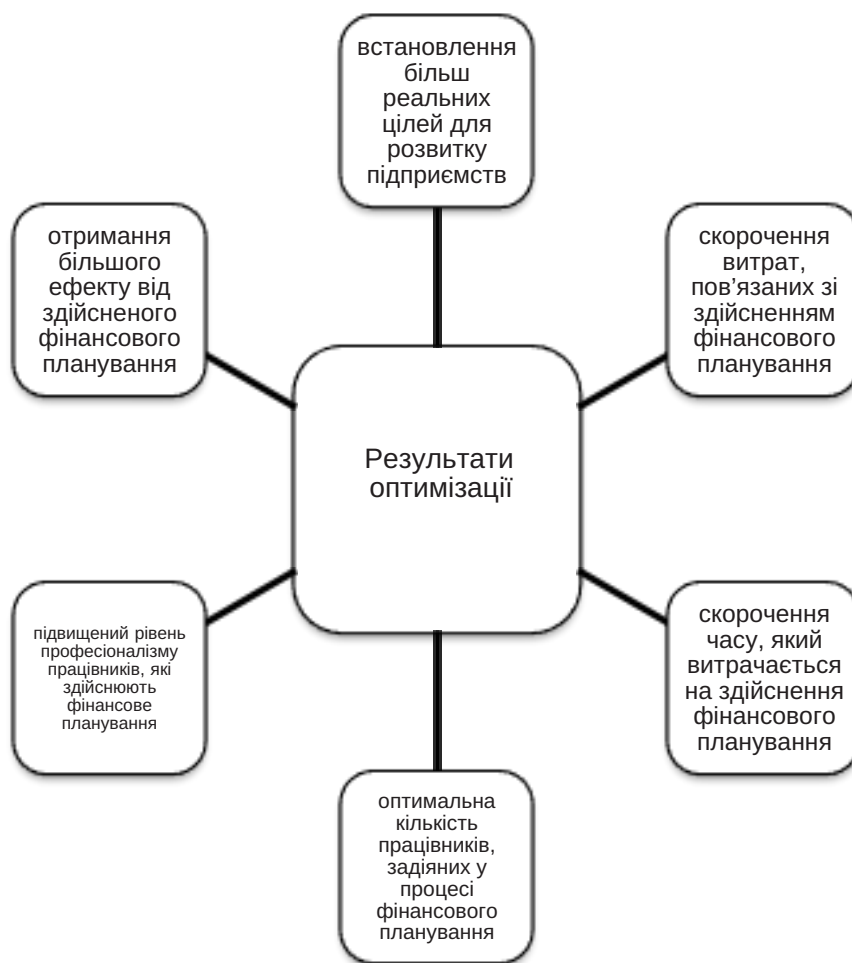 встановлення
більш
реальних
цілей для
розвитку
підприємств
отримання
більшого
ефекту від
здійсненого
фінансового
планування
скорочення
витрат,
пов’язаних зі
здійсненням
фінансового
планування
Результати
оптимізації
підвищений рівень
професіоналізму
працівників, які
здійснюють
фінансове
планування
скорочення
часу, який
витрачається
на здійснення
фінансового
планування
оптимальна
кількість
працівників,
задіяних у
процесі
фінансового
планування